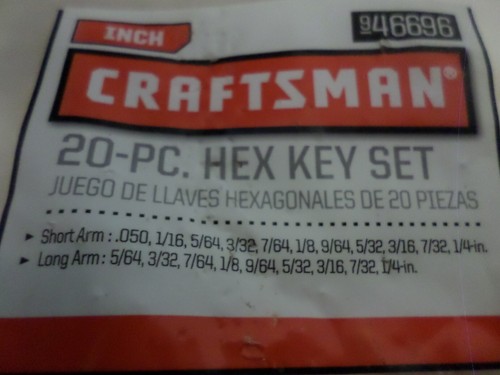 INCH
946696
CRAFTSMAN®
20-PC. HEX KEY SET
JUEGO DE LLAVES HEXAGONALES DE 20 PIEZAS
► Short Arm : .050, 1/16, 5/64, 3/32, 7/64, 1/8, 9/64, 5/32, 3/16, 7/32, 1/4-in.
► Long Arm : 5/64, 3/32, 7/64, 1/8, 9/64, 5/32, 3/16, 7/32, 1/4-in.